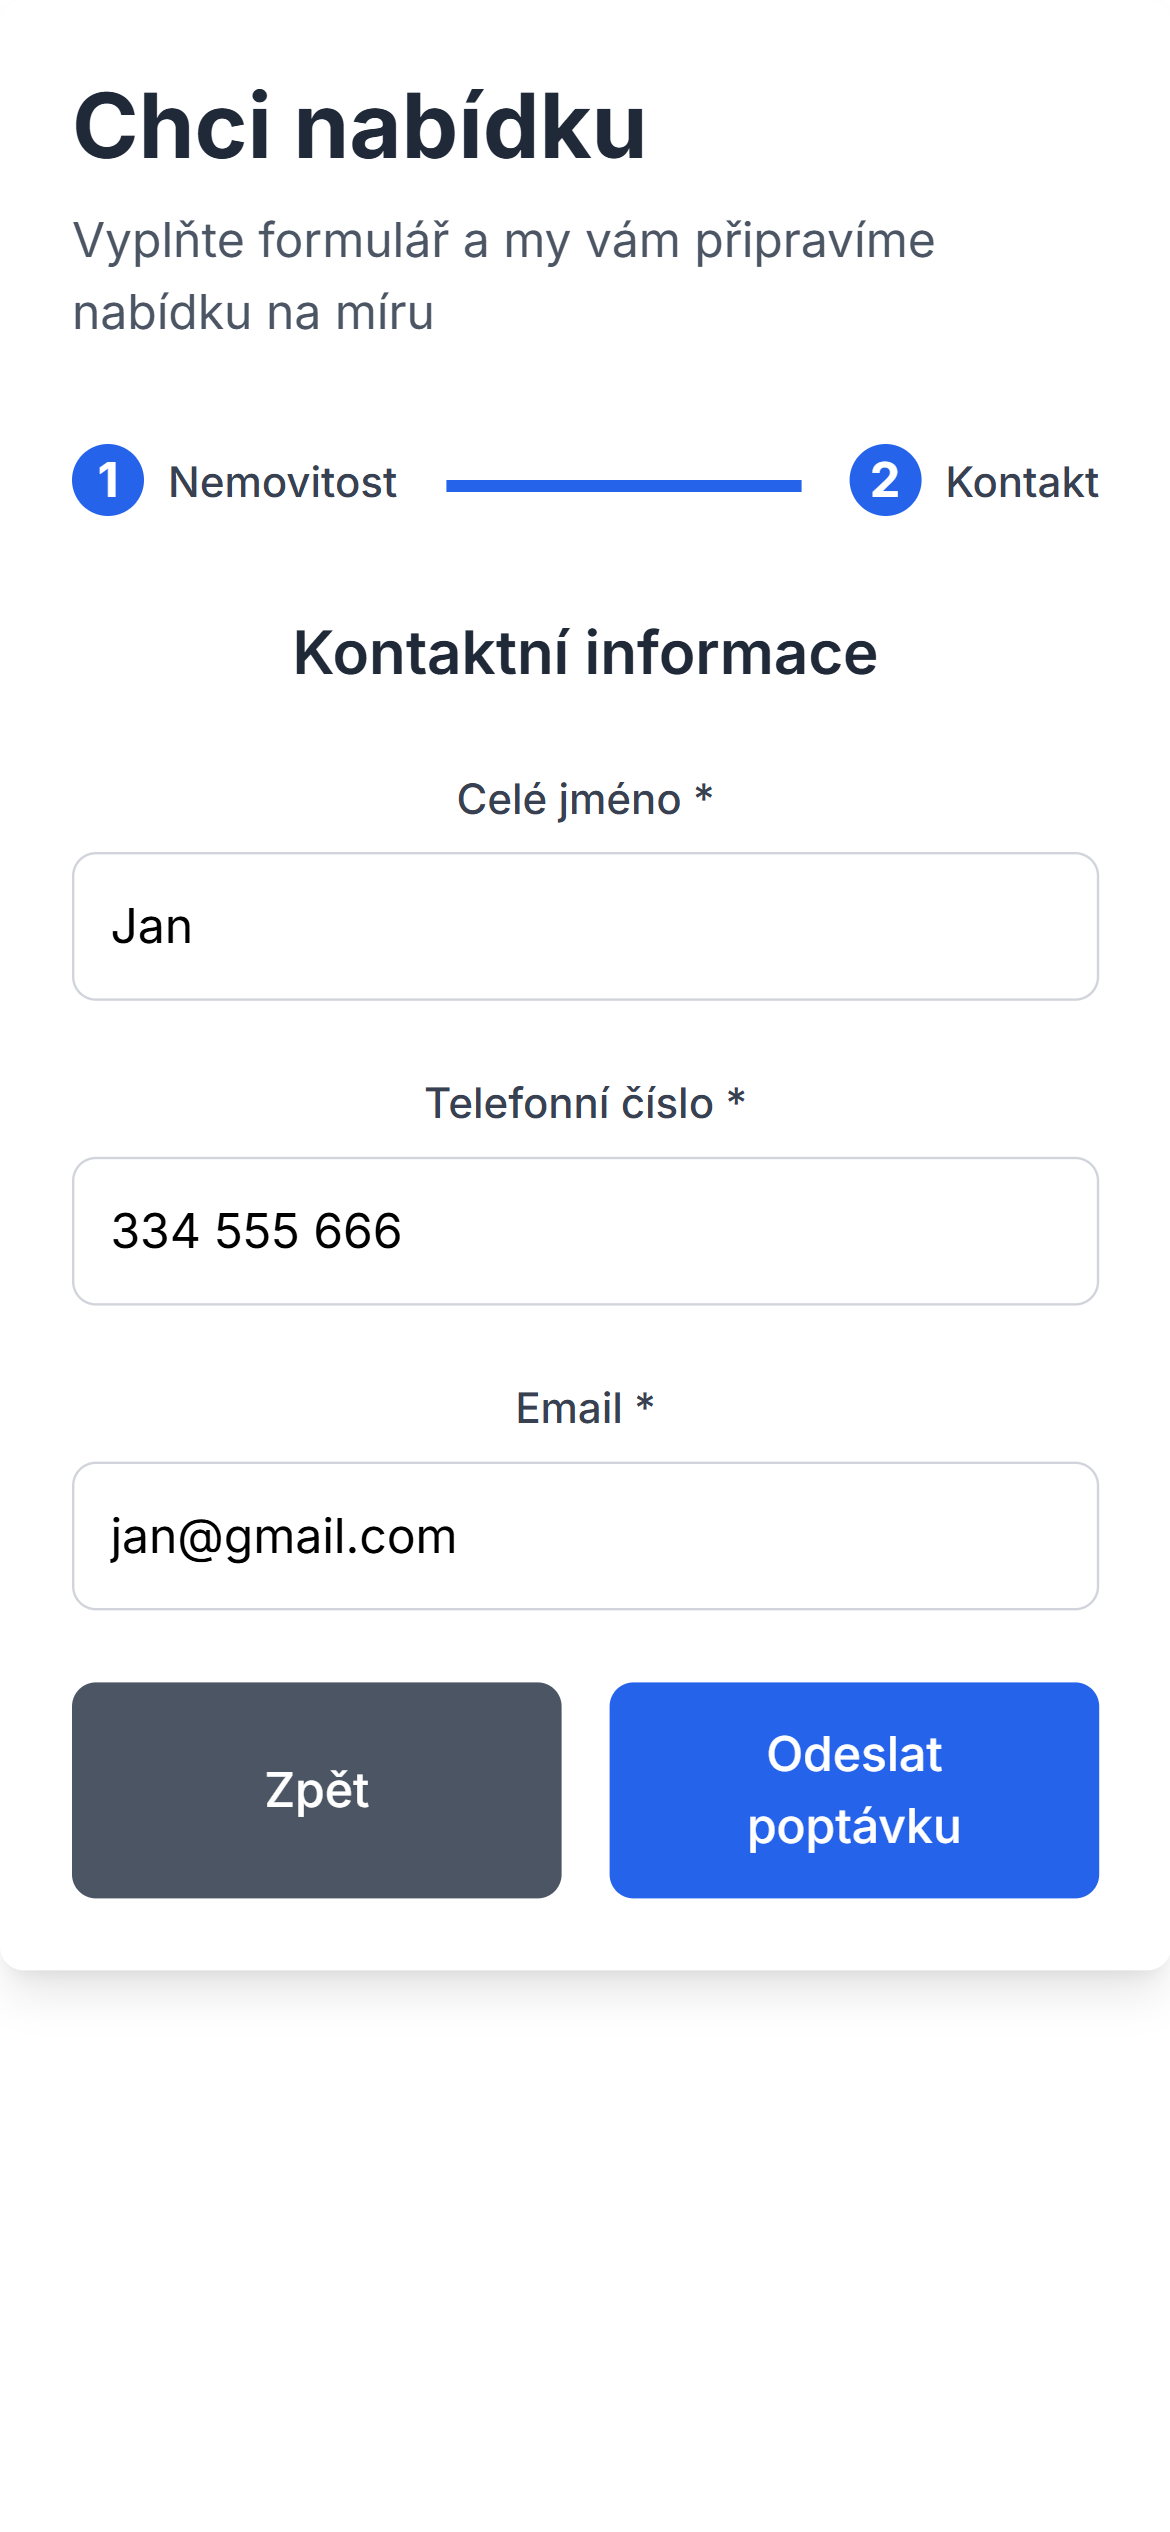 Chci nabídku
Vyplňte formulář a my vám připravíme
nabídku na míru
1 Nemovitost 2 Kontakt
Kontaktní informace
Celé jméno *
Jan
Telefonní číslo *
334 555 666
Email *
jan@gmail.com
Zpět
Odeslat
poptávku